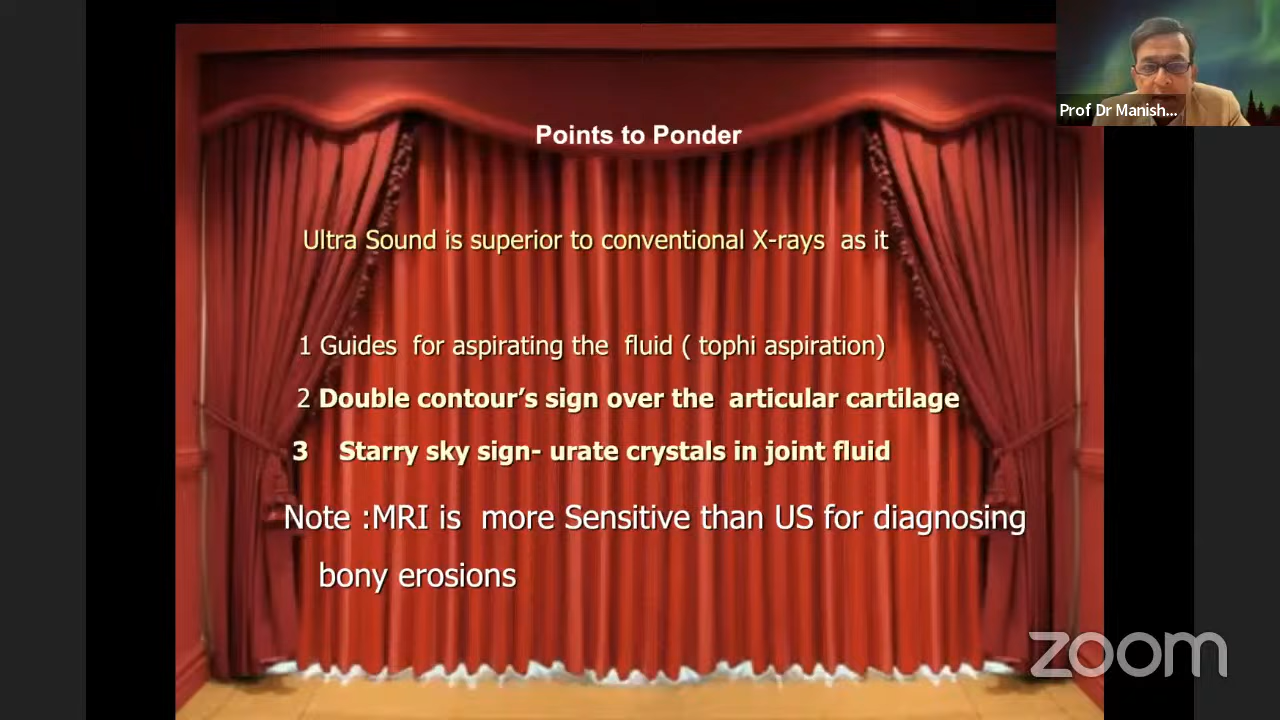 Prof Dr Manish...
Points to Ponder
Ultra Sound is superior to conventional X-rays as it
1 Guides for aspirating the fluid ( tophi aspiration)
2 Double contour’s sign over the articular cartilage
3 Starry sky sign- urate crystals in joint fluid
Note :MRI is more Sensitive than US for diagnosing
bony erosions
zoom